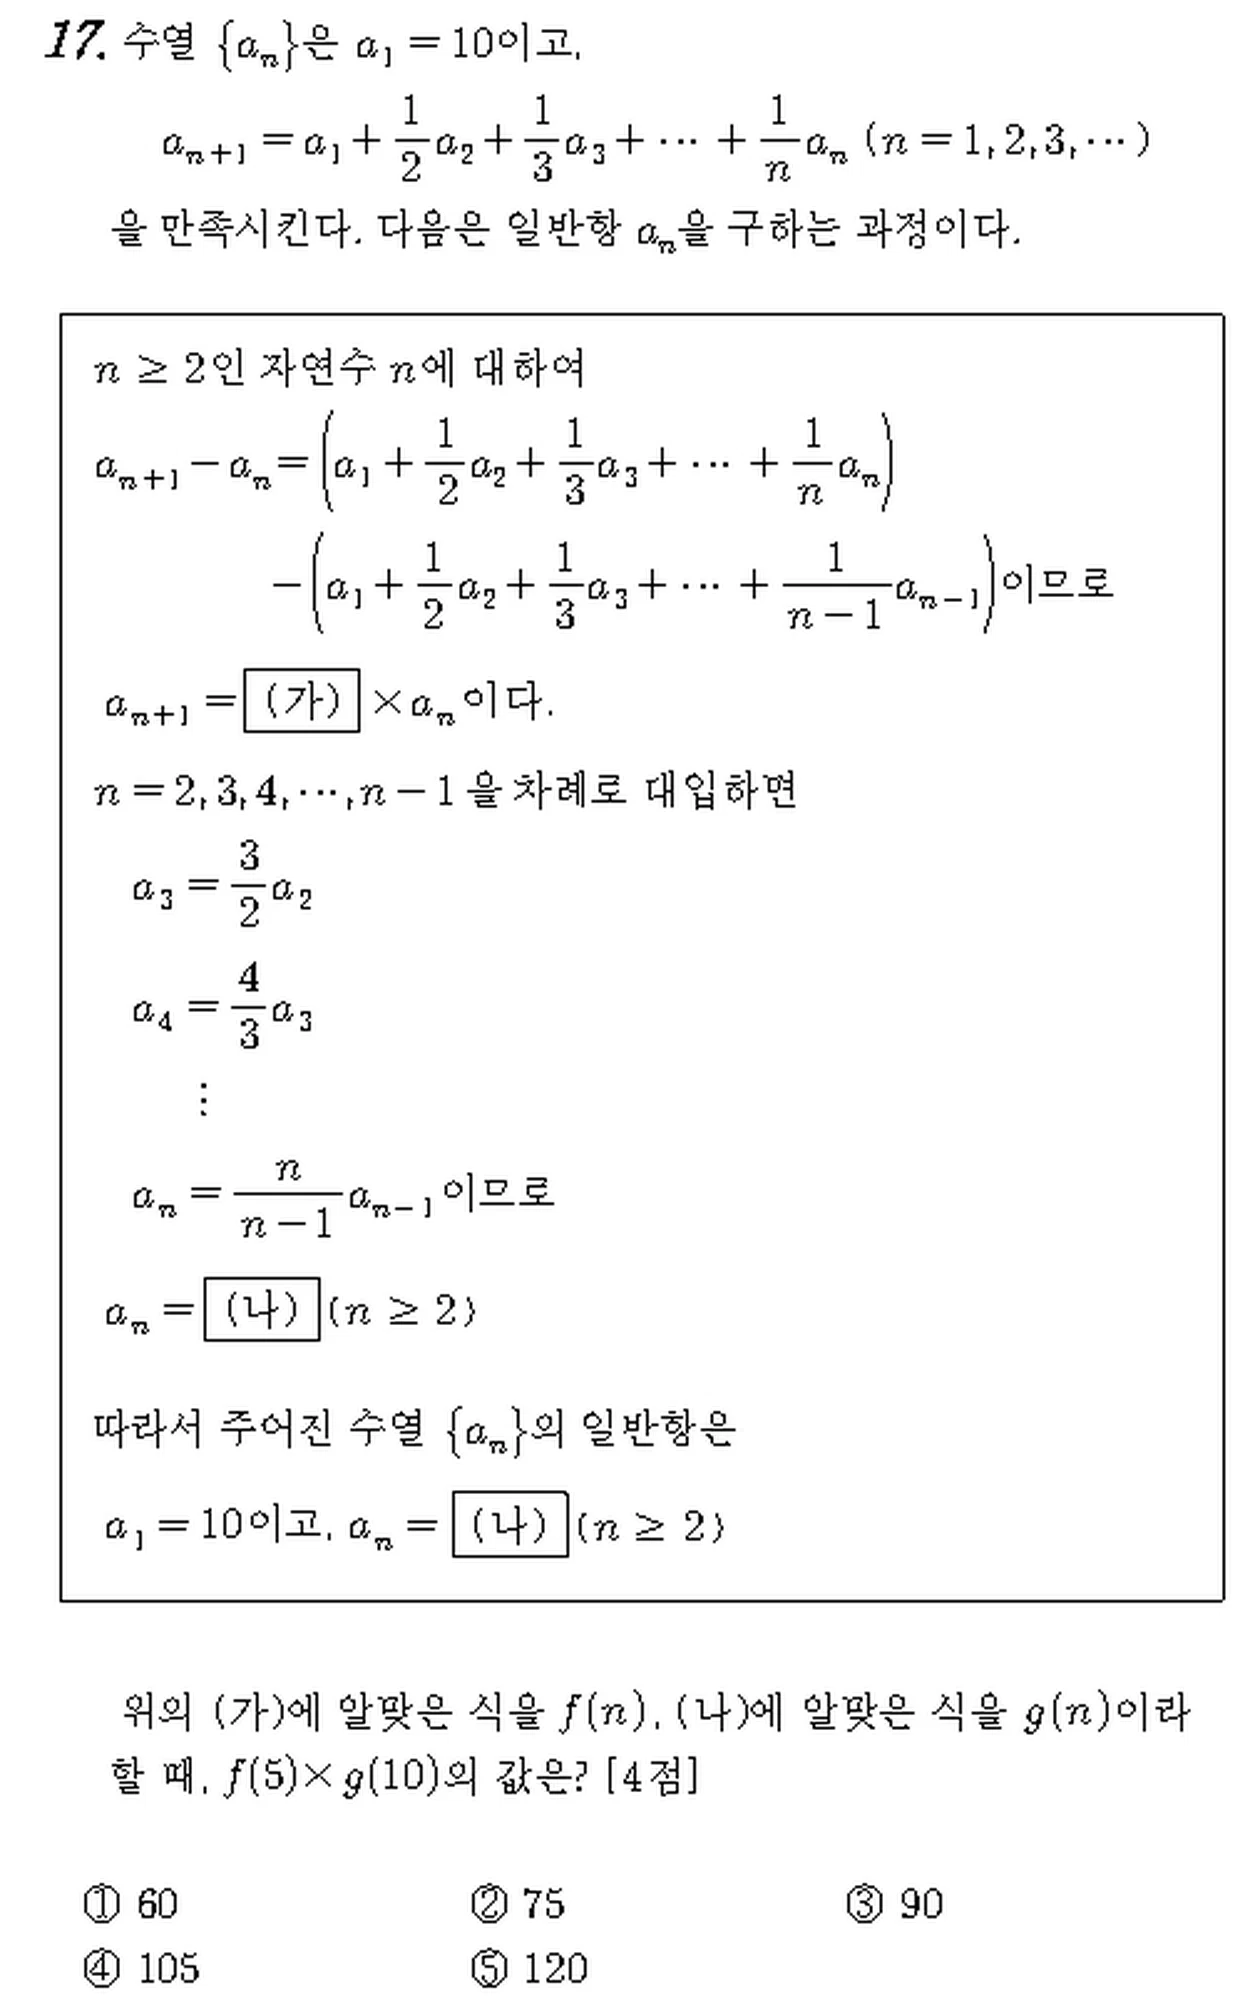 17. 수열 {aₙ}은 a₁ = 10이고,
aₙ₊₁ = a₁ + 1/2 a₂ + 1/3 a₃ + ⋯ + 1/n aₙ (n = 1, 2, 3, ⋯)
을 만족시킨다. 다음은 일반항 aₙ을 구하는 과정이다.
n ≥ 2인 자연수 n에 대하여
aₙ₊₁ − aₙ = (a₁ + 1/2 a₂ + 1/3 a₃ + ⋯ + 1/n aₙ)
−(a₁ + 1/2 a₂ + 1/3 a₃ + ⋯ + 1/(n−1) aₙ₋₁)이므로
aₙ₊₁ = (가) × aₙ이다.
n = 2, 3, 4, ⋯, n − 1을 차례로 대입하면
a₃ = 3/2 a₂
a₄ = 4/3 a₃
⋮
aₙ = n/(n−1) aₙ₋₁이므로
aₙ = (나) (n ≥ 2)
따라서 주어진 수열 {aₙ}의 일반항은
a₁ = 10이고, aₙ = (나) (n ≥ 2)
위의 (가)에 알맞은 식을 f(n), (나)에 알맞은 식을 g(n)이라
할 때, f(5)×g(10)의 값은? [4점]
① 60 ② 75 ③ 90
④ 105 ⑤ 120